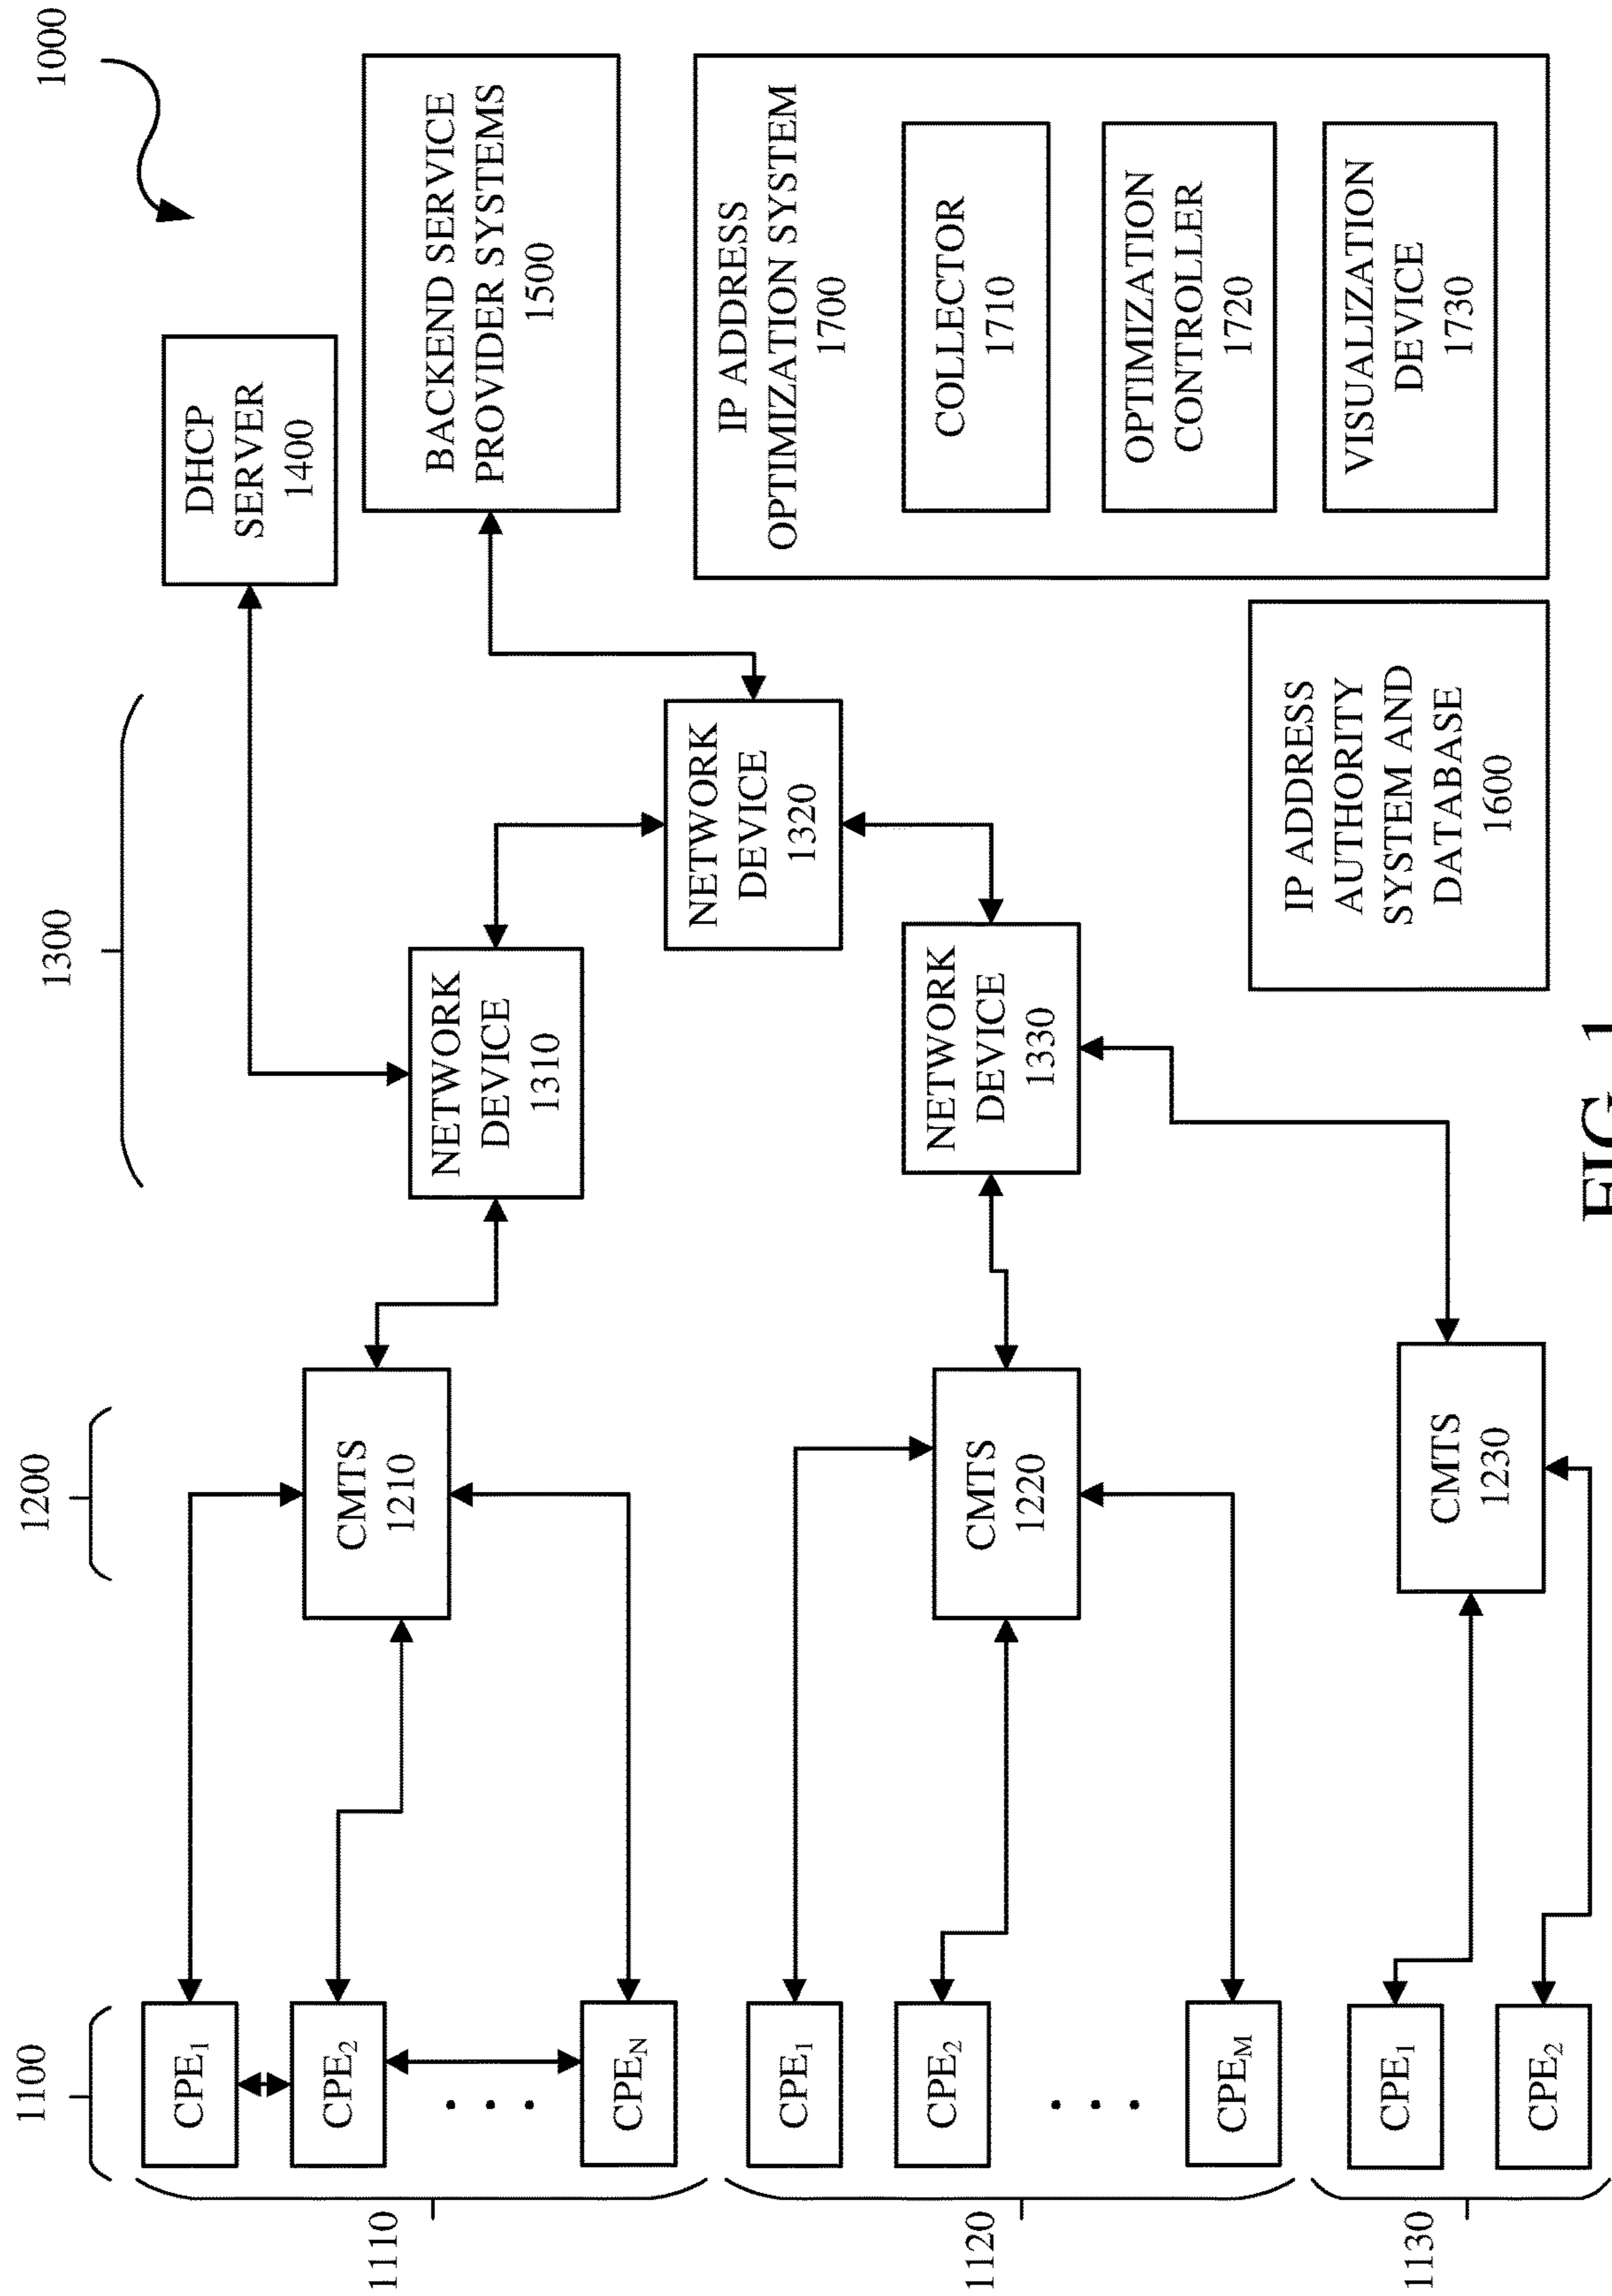 1000
1100
1200
1300
1110
CPE1
CPE2
CPEN
1120
CPE1
CPE2
CPEM
1130
CPE1
CPE2
CMTS
1210
CMTS
1220
CMTS
1230
NETWORK
DEVICE
1310
NETWORK
DEVICE
1320
NETWORK
DEVICE
1330
DHCP
SERVER
1400
BACKEND SERVICE
PROVIDER SYSTEMS
1500
IP ADDRESS
AUTHORITY
SYSTEM AND
DATABASE
1600
IP ADDRESS
OPTIMIZATION SYSTEM
1700
COLLECTOR
1710
OPTIMIZATION
CONTROLLER
1720
VISUALIZATION
DEVICE
1730
FIG. 1